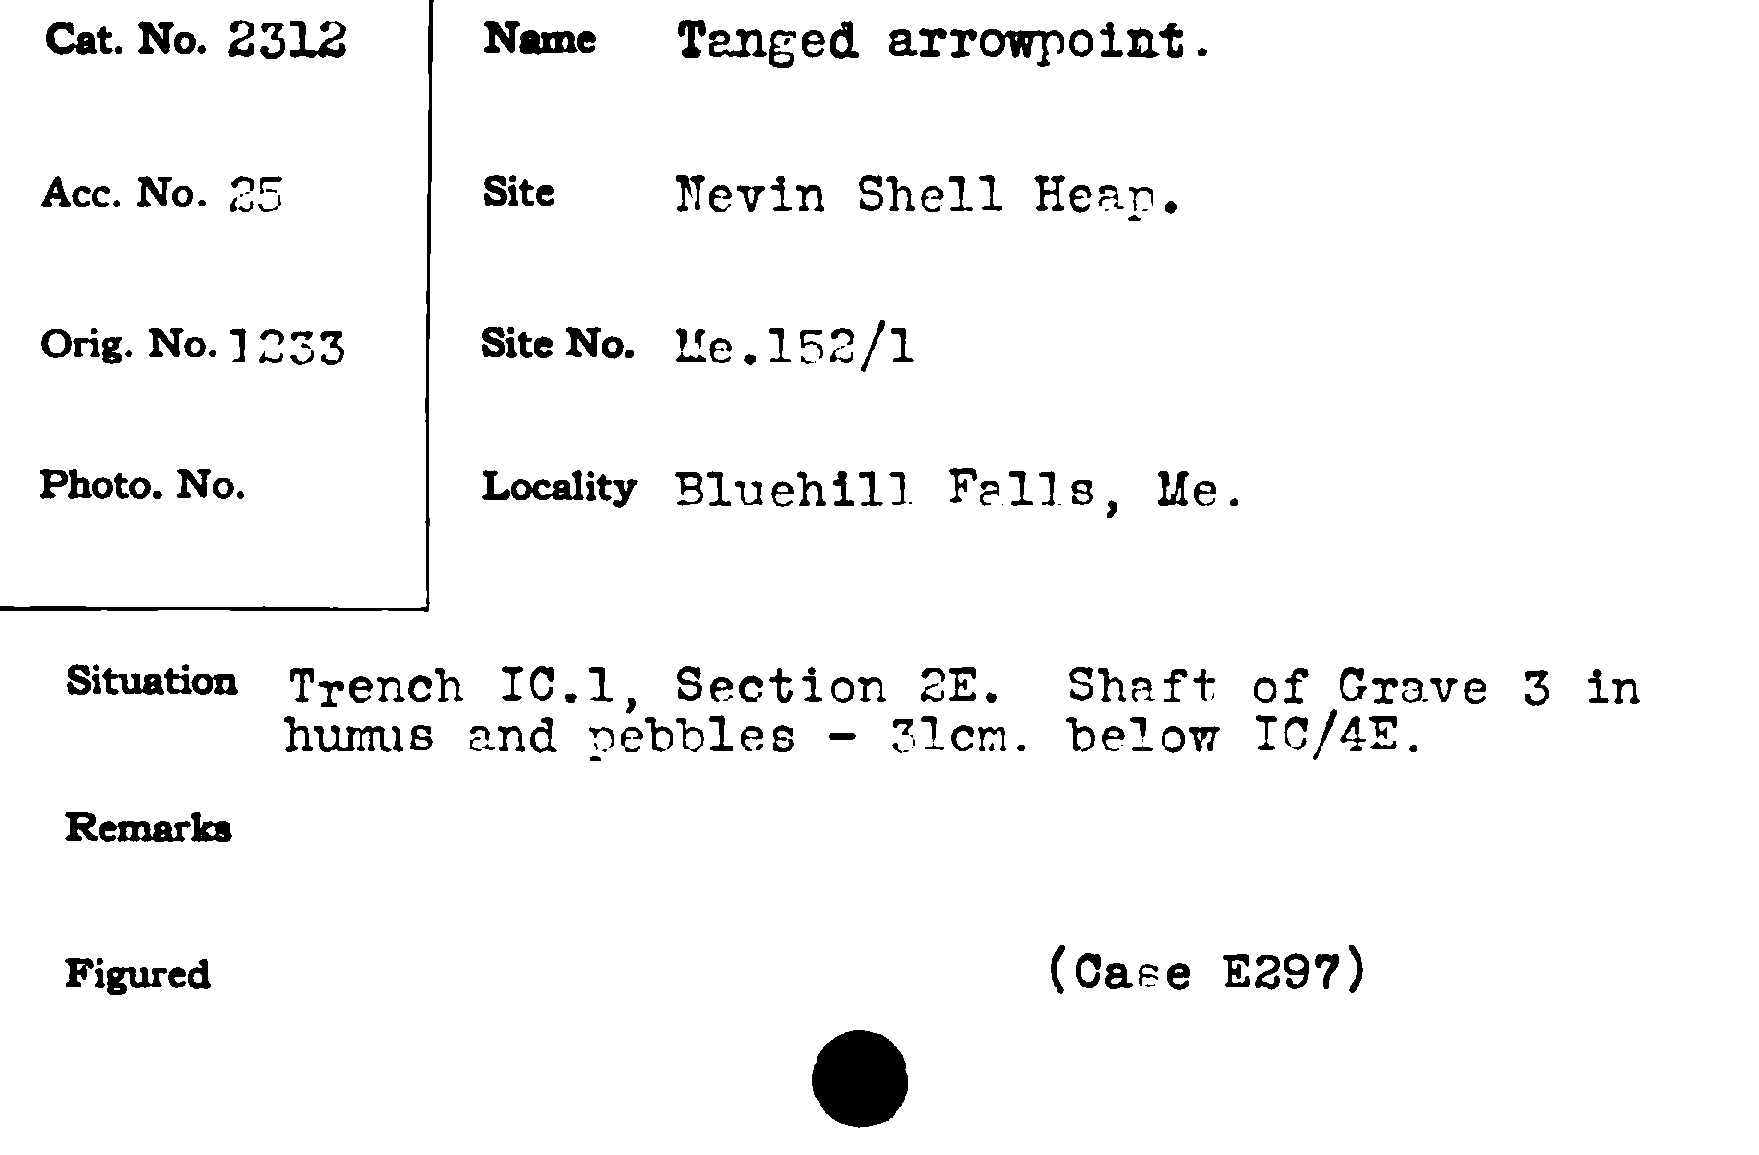 Cat. No. 2312
Name Tanged arrowpoint.
Acc. No. 25
Site Nevin Shell Heap.
Orig. No. 1233
Site No. Me.152/1
Photo. No.
Locality Bluehill Falls, Me.
Situation Trench IC.1, Section 2E. Shaft of Grave 3 in
humus and pebbles - 31cm. below IC/4E.
Remarks
Figured
(Case E297)